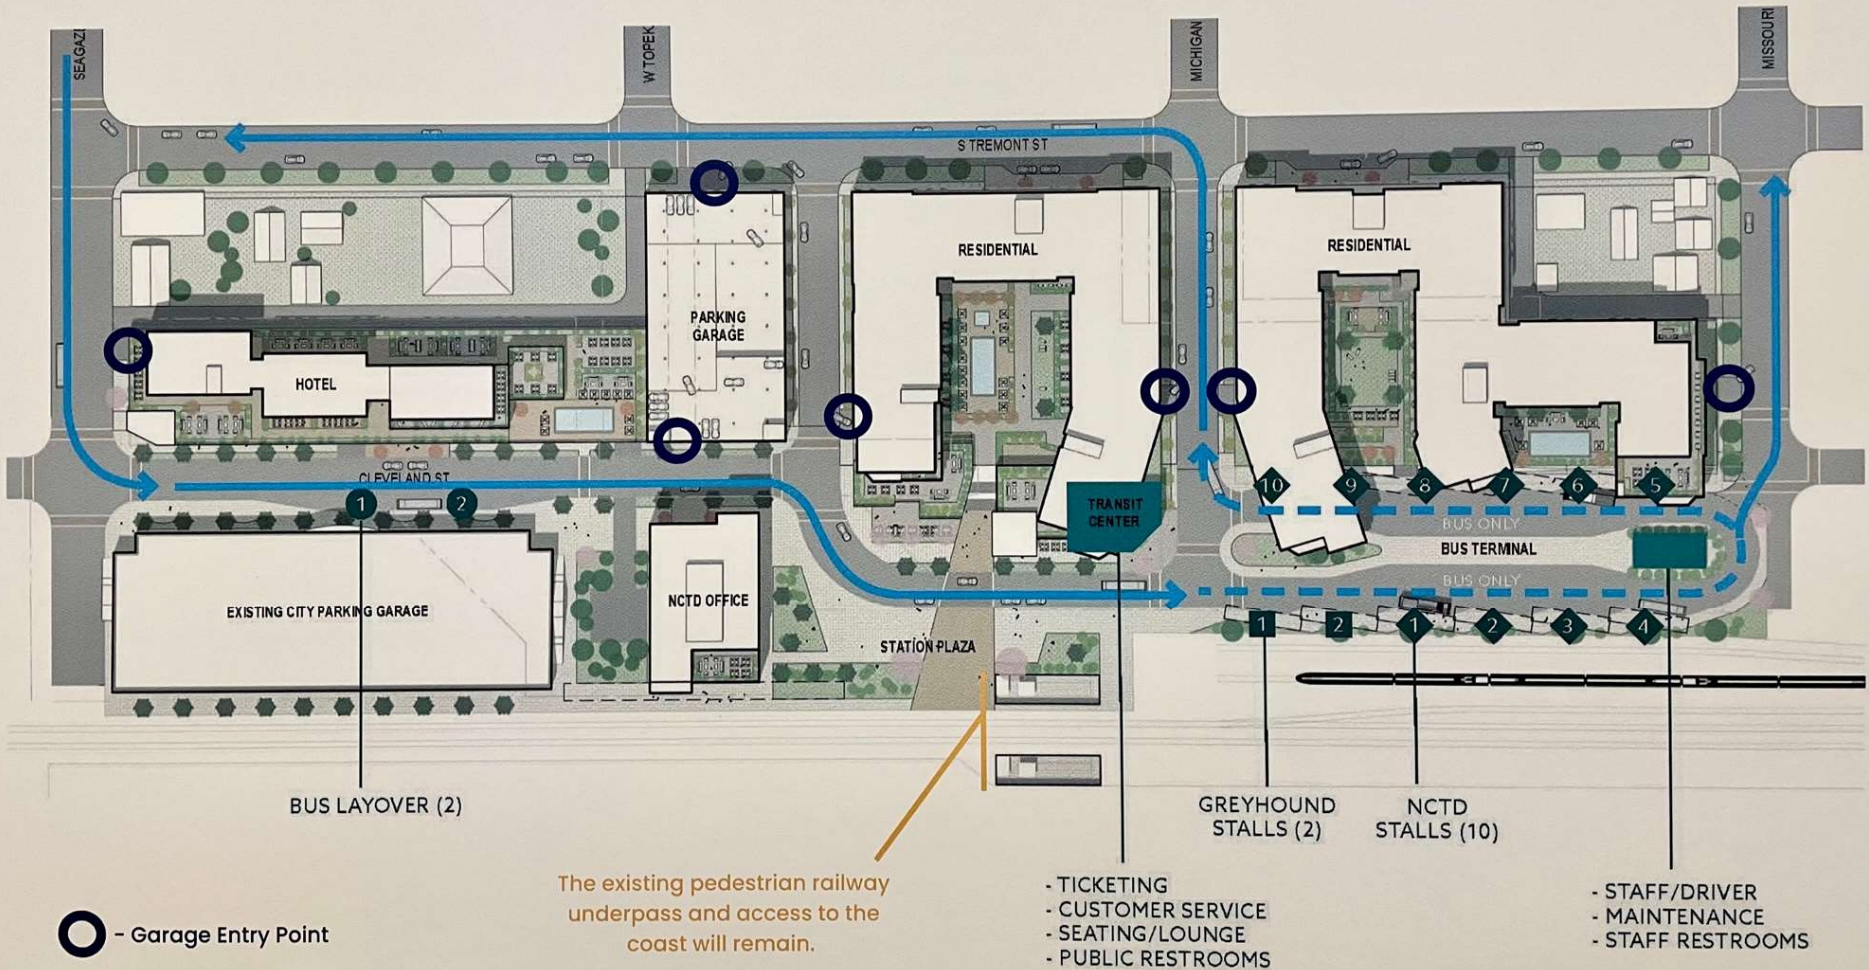 SEAGAZ
W TOPEK
MICHIGAN
MISSOURI
S TREMONT ST
RESIDENTIAL
RESIDENTIAL
PARKING
GARAGE
HOTEL
CLEVELAND ST
1
2
TRANSIT
CENTER
10
9
8
7
6
5
BUS ONLY
BUS TERMINAL
BUS ONLY
EXISTING CITY PARKING GARAGE
NCTD OFFICE
STATION PLAZA
1
2
1
2
3
4
BUS LAYOVER (2)
GREYHOUND
STALLS (2)
NCTD
STALLS (10)
The existing pedestrian railway
underpass and access to the
coast will remain.
- TICKETING
- CUSTOMER SERVICE
- SEATING/LOUNGE
- PUBLIC RESTROOMS
- STAFF/DRIVER
- MAINTENANCE
- STAFF RESTROOMS
- Garage Entry Point